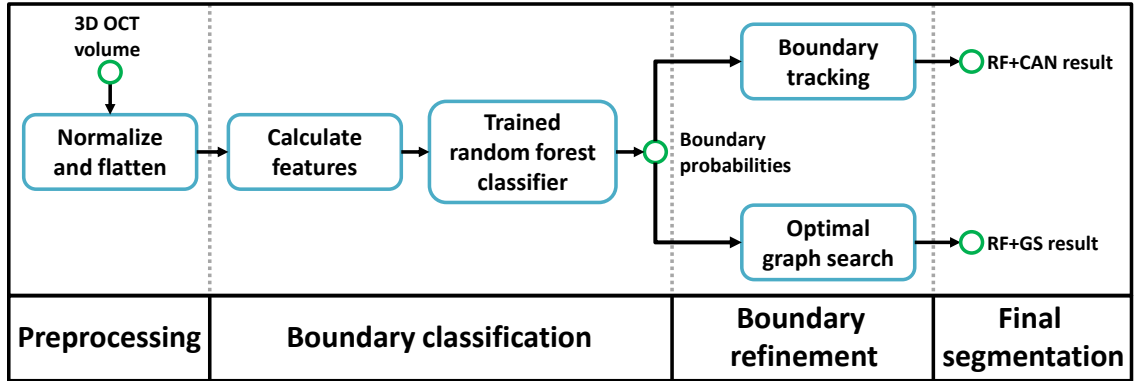 3D OCT
volume
Normalize
and flatten
Calculate
features
Trained
random forest
classifier
Boundary
probabilities
Boundary
tracking
RF+CAN result
Optimal
graph search
RF+GS result
Preprocessing
Boundary classification
Boundary
refinement
Final
segmentation